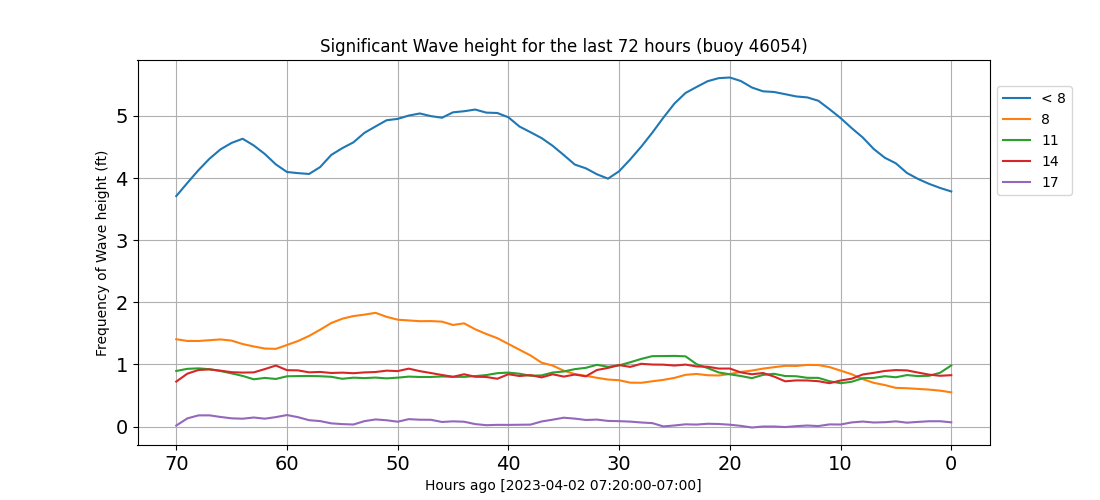 Significant Wave height for the last 72 hours (buoy 46054)
Frequency of Wave height (ft)
5
4
3
2
1
0
70 60 50 40 30 20 10 0
Hours ago [2023-04-02 07:20:00-07:00]
< 8
8
11
14
17